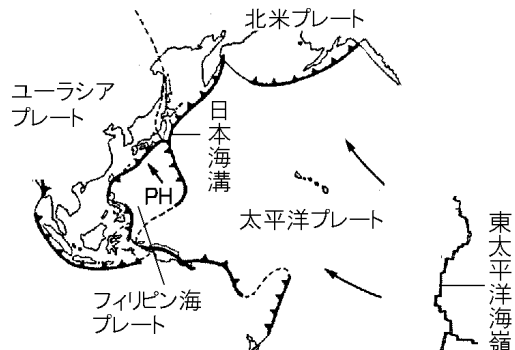 北米プレート
ユーラシア
プレート
日本海溝
PH
太平洋プレート
東太平洋海嶺
フィリピン海
プレート